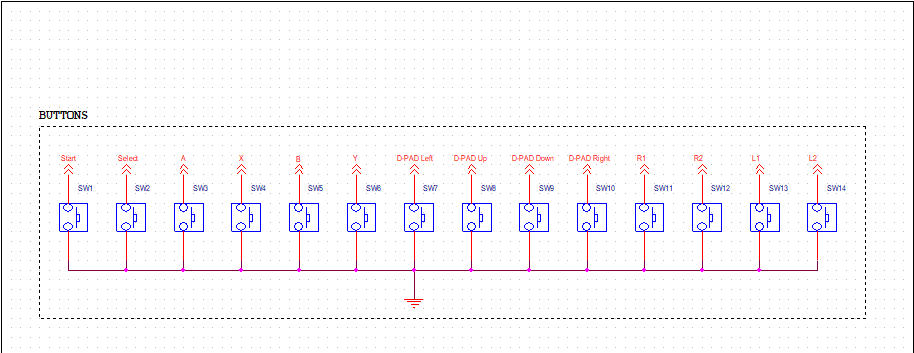 BUTTONS
Start Select A X B Y D-PAD Left D-PAD Up D-PAD Down D-PAD Right R1 R2 L1 L2
SW1 SW2 SW3 SW4 SW5 SW6 SW7 SW8 SW9 SW10 SW11 SW12 SW13 SW14